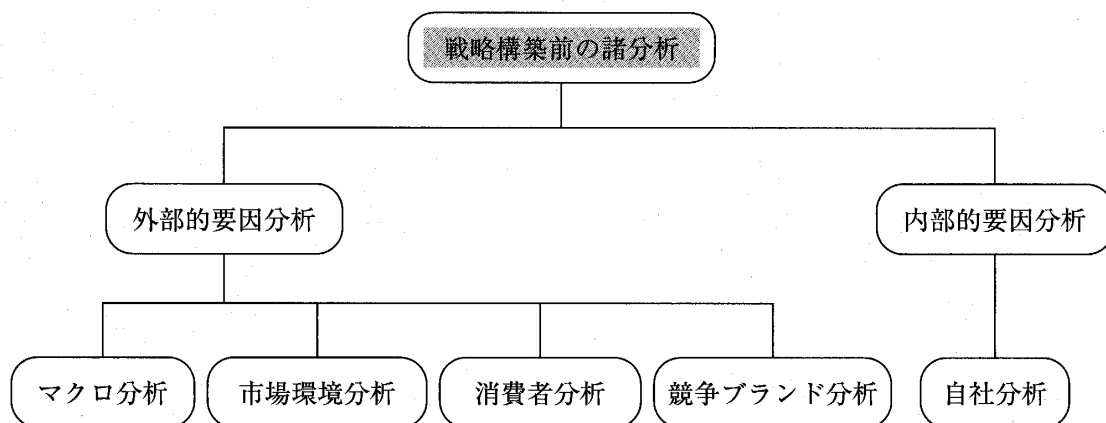 戦略構築前の諸分析
外部的要因分析
内部的要因分析
マクロ分析
市場環境分析
消費者分析
競争ブランド分析
自社分析